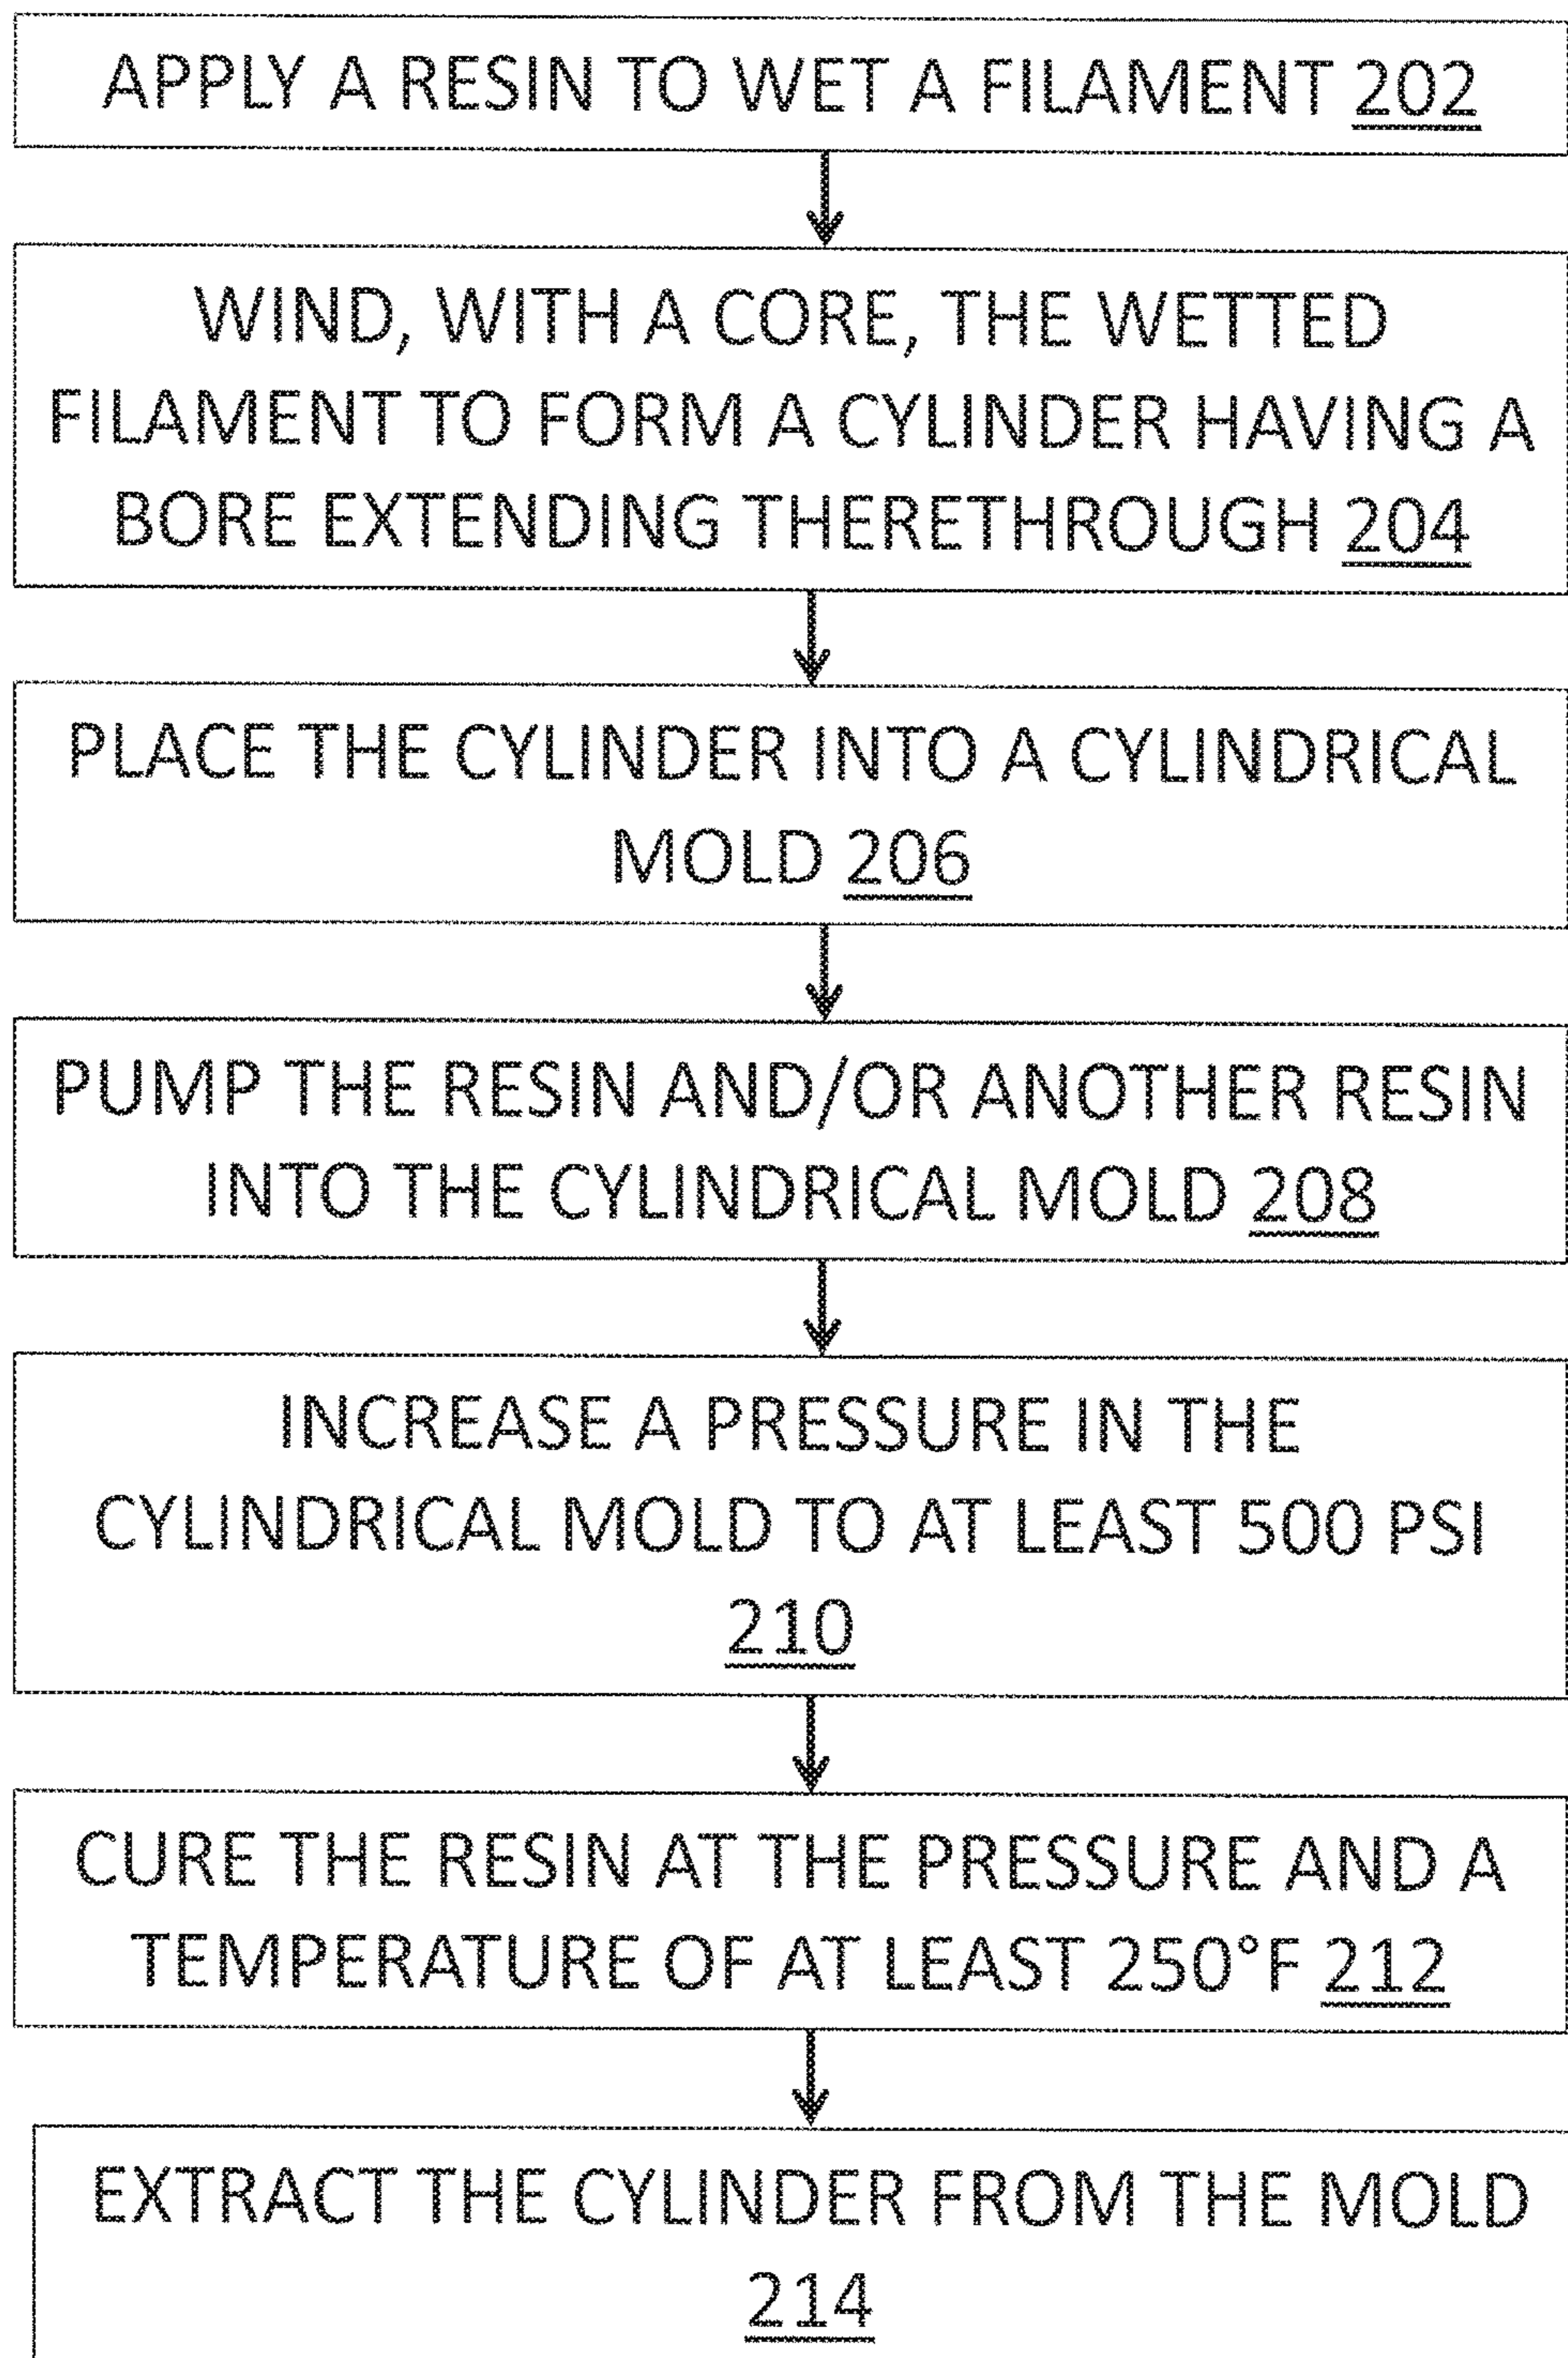 APPLY A RESIN TO WET A FILAMENT 202
WIND, WITH A CORE, THE WETTED
FILAMENT TO FORM A CYLINDER HAVING A
BORE EXTENDING THERETHROUGH 204
PLACE THE CYLINDER INTO A CYLINDRICAL
MOLD 206
PUMP THE RESIN AND/OR ANOTHER RESIN
INTO THE CYLINDRICAL MOLD 208
INCREASE A PRESSURE IN THE
CYLINDRICAL MOLD TO AT LEAST 500 PSI
210
CURE THE RESIN AT THE PRESSURE AND A
TEMPERATURE OF AT LEAST 250°F 212
EXTRACT THE CYLINDER FROM THE MOLD
214